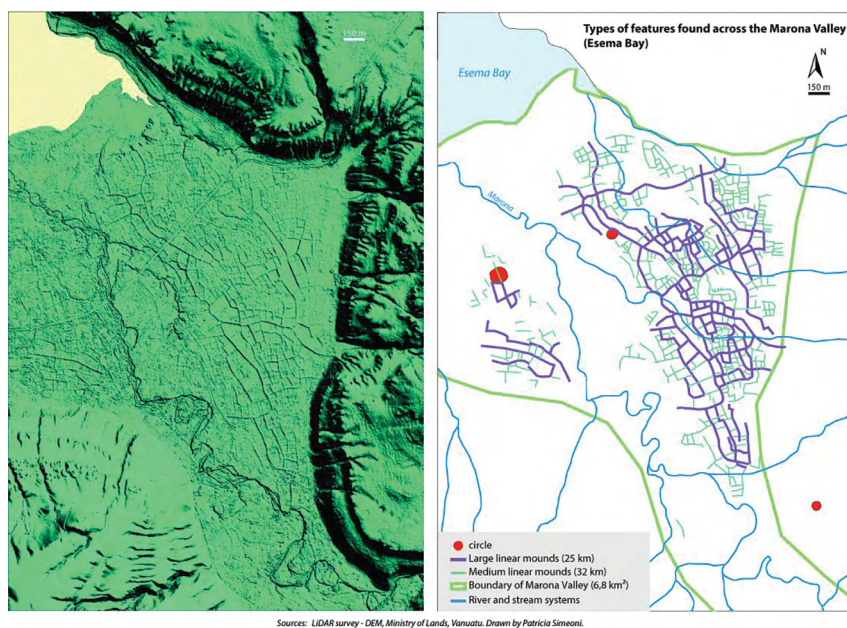 150 m
Types of features found across the Marona Valley
(Esema Bay)
N
150 m
Esema Bay
Marona
circle
Large linear mounds (25 km)
Medium linear mounds (32 km)
Boundary of Marona Valley (6,8 km²)
River and stream systems
Sources: LiDAR survey - DEM, Ministry of Lands, Vanuatu. Drawn by Patricia Simeoni.